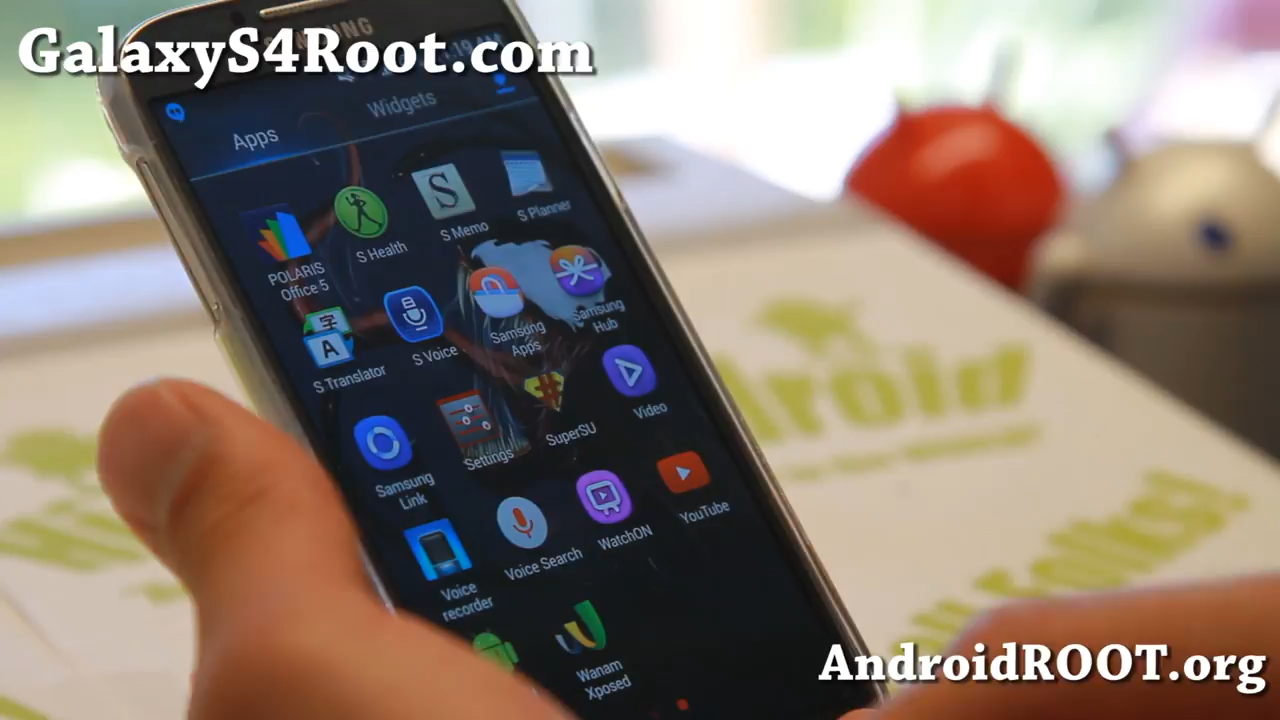 GalaxyS4Root.com
SAMSUNG
Apps
Widgets
POLARIS
Office 5
S Health
S Memo
S Planner
S Translator
S Voice
Samsung
Apps
Samsung
Hub
Samsung
Link
Settings
SuperSU
Video
Voice
recorder
Voice Search
WatchON
YouTube
Wanam
Xposed
AndroidROOT.org